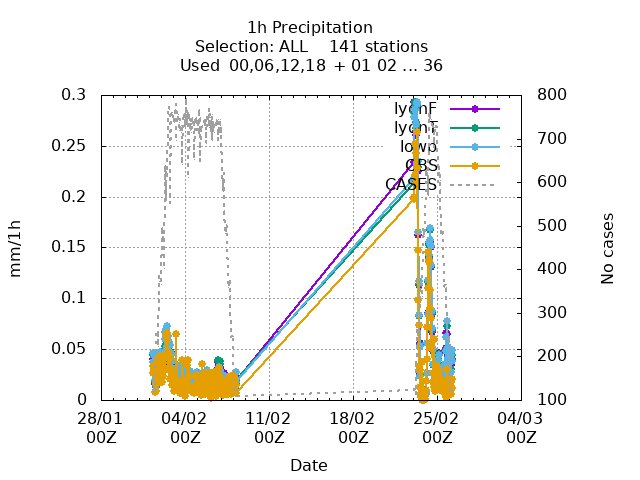 1h Precipitation
Selection: ALL    141 stations
Used  00,06,12,18 + 01 02 ... 36
0.3
0.25
0.2
0.15
0.1
0.05
0
800
700
600
500
400
300
200
100
mm/1h
No cases
lyonF
lyonT
lowp
OBS
CASES
28/01 04/02 11/02 18/02 25/02 04/03
00Z 00Z 00Z 00Z 00Z 00Z
Date